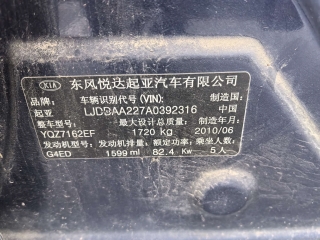 KIA 东风悦达起亚汽车有限公司
品牌: 车辆识别代号(VIN): 制造国:
起亚 LJDDAA227A0392316 中国
整车型号: 最大设计总质量: 制造年月:
YQZ7162EF 1720 kg 2010/06
发动机型号: 发动机排量: 额定功率: 乘坐人数:
G4ED 1599 ml 82.4 Kw 5人